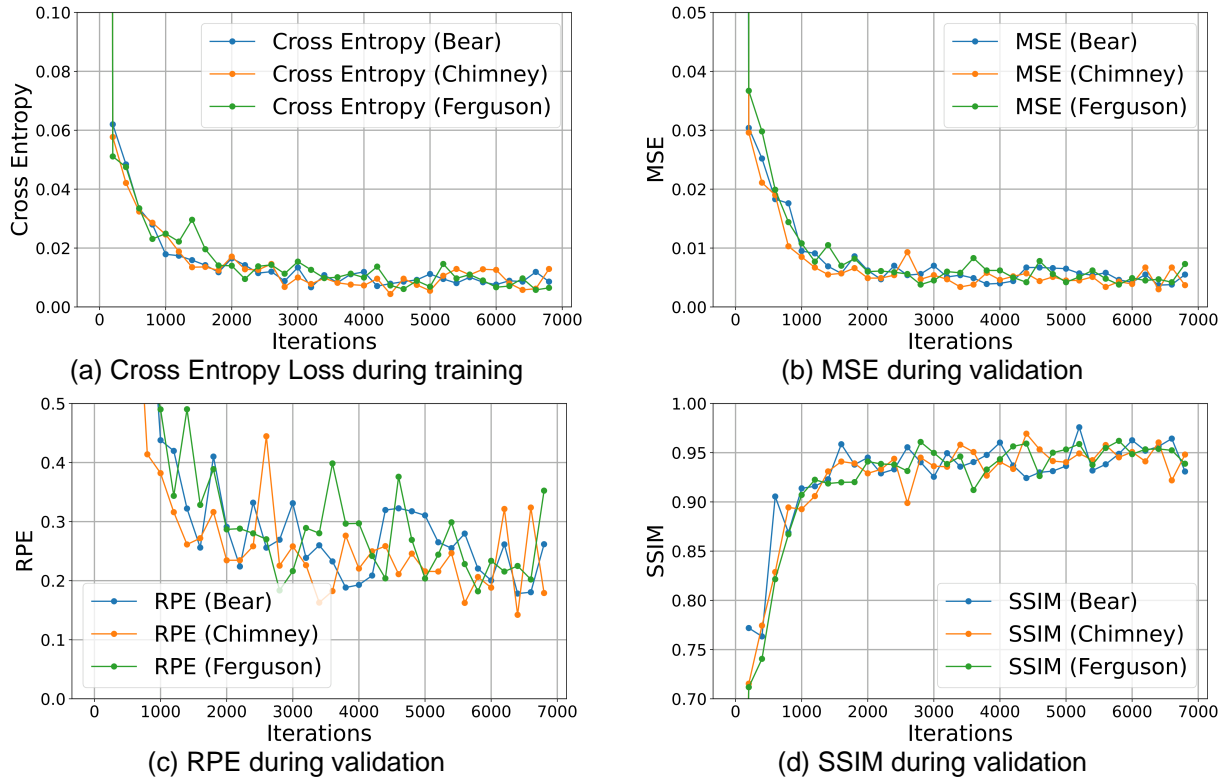 0.10
0.08
0.06
0.04
0.02
0.00
Cross Entropy
Cross Entropy (Bear)
Cross Entropy (Chimney)
Cross Entropy (Ferguson)
0 1000 2000 3000 4000 5000 6000 7000
Iterations
(a) Cross Entropy Loss during training
0.05
0.04
0.03
0.02
0.01
0.00
MSE
MSE (Bear)
MSE (Chimney)
MSE (Ferguson)
0 1000 2000 3000 4000 5000 6000 7000
Iterations
(b) MSE during validation
0.5
0.4
0.3
0.2
0.1
0.0
RPE
RPE (Bear)
RPE (Chimney)
RPE (Ferguson)
0 1000 2000 3000 4000 5000 6000 7000
Iterations
(c) RPE during validation
1.00
0.95
0.90
0.85
0.80
0.75
0.70
SSIM
SSIM (Bear)
SSIM (Chimney)
SSIM (Ferguson)
0 1000 2000 3000 4000 5000 6000 7000
Iterations
(d) SSIM during validation